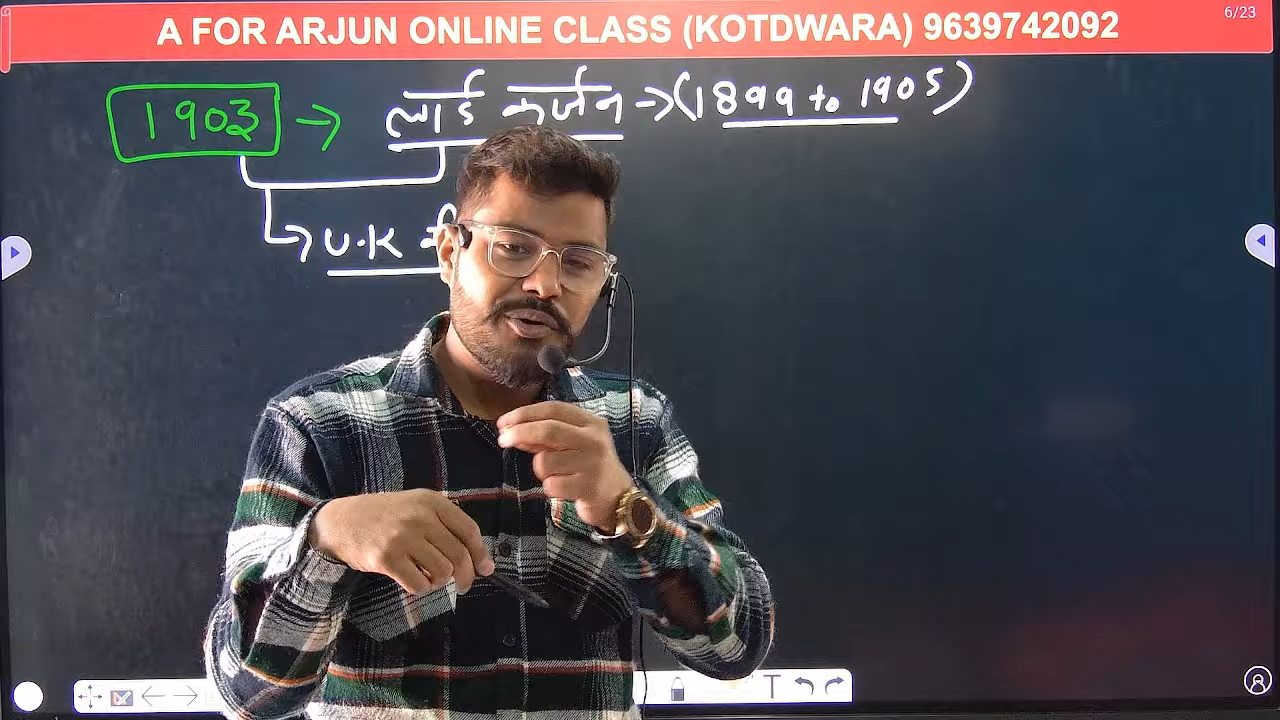 A FOR ARJUN ONLINE CLASS (KOTDWARA) 9639742092
6/23
1903 → लार्ड कर्जन → (1899 to 1905)
→ U.K
T